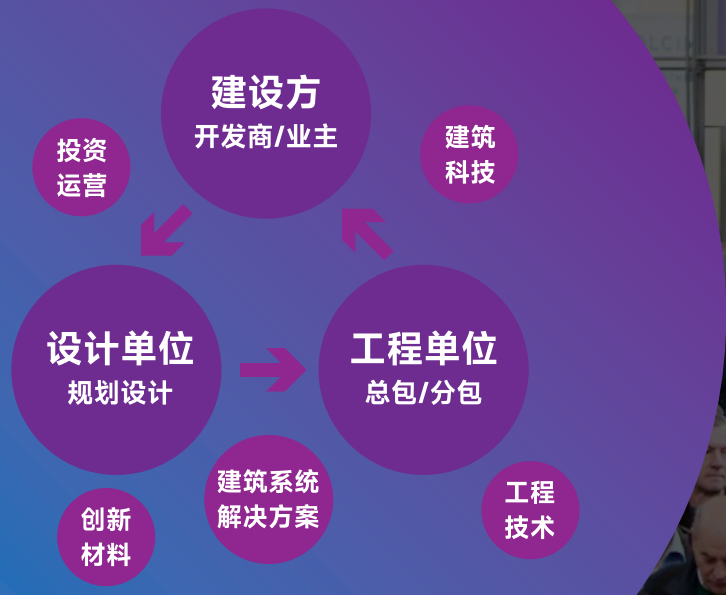 建设方
开发商/业主
投资
运营
建筑
科技
设计单位
规划设计
工程单位
总包/分包
建筑系统
解决方案
创新
材料
工程
技术